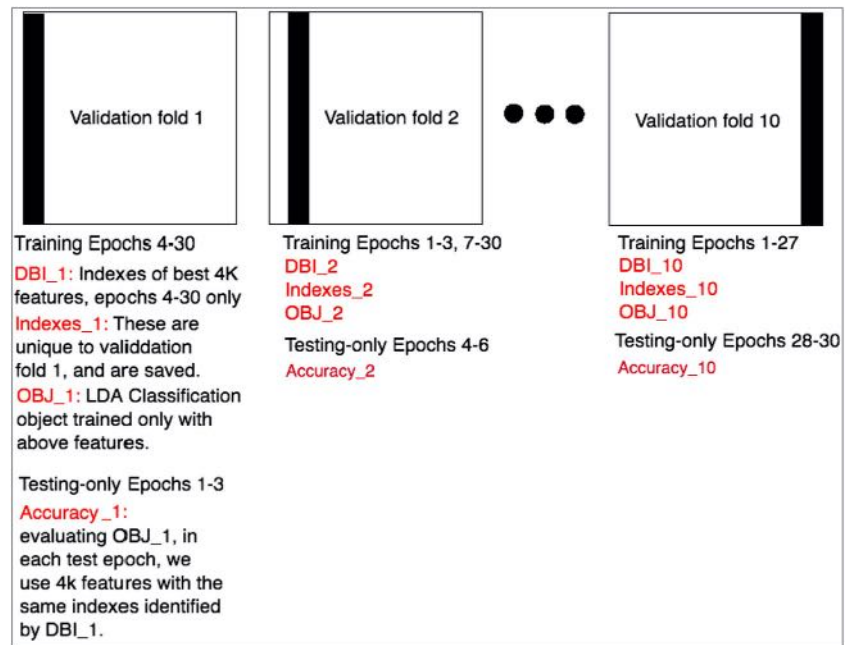 Validation fold 1
Validation fold 2
Validation fold 10
Training Epochs 4-30
DBI_1: Indexes of best 4K
features, epochs 4-30 only
Indexes_1: These are
unique to validdation
fold 1, and are saved.
OBJ_1: LDA Classification
object trained only with
above features.
Testing-only Epochs 1-3
Accuracy_1:
evaluating OBJ_1, in
each test epoch, we
use 4k features with the
same indexes identified
by DBI_1.
Training Epochs 1-3, 7-30
DBI_2
Indexes_2
OBJ_2
Testing-only Epochs 4-6
Accuracy_2
Training Epochs 1-27
DBI_10
Indexes_10
OBJ_10
Testing-only Epochs 28-30
Accuracy_10